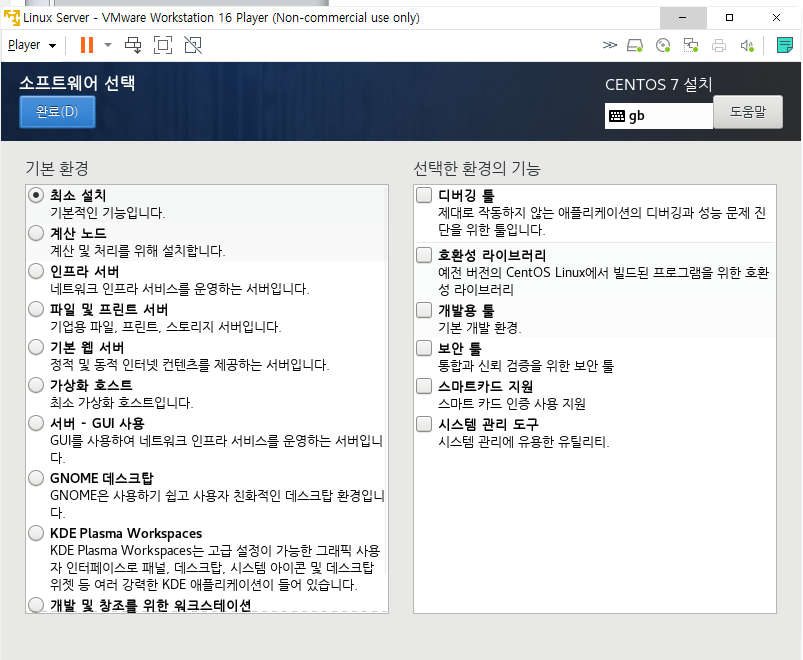 Linux Server - VMware Workstation 16 Player (Non-commercial use only)
Player
소프트웨어 선택
완료(D)
CENTOS 7 설치
gb
도움말
기본 환경
최소 설치
기본적인 기능입니다.
계산 노드
계산 및 처리를 위해 설치합니다.
인프라 서버
네트워크 인프라 서비스를 운영하는 서버입니다.
파일 및 프린트 서버
기업용 파일, 프린트, 스토리지 서버입니다.
기본 웹 서버
정적 및 동적 인터넷 컨텐츠를 제공하는 서버입니다.
가상화 호스트
최소 가상화 호스트입니다.
서버 - GUI 사용
GUI를 사용하여 네트워크 인프라 서비스를 운영하는 서버입니
다.
GNOME 데스크탑
GNOME은 사용하기 쉽고 사용자 친화적인 데스크탑 환경입니
다.
KDE Plasma Workspaces
KDE Plasma Workspaces는 고급 설정이 가능한 그래픽 사용
자 인터페이스로 패널, 데스크탑, 시스템 아이콘 및 데스크탑
위젯 등 여러 강력한 KDE 애플리케이션이 들어 있습니다.
개발 및 창조를 위한 워크스테이션
선택한 환경의 기능
디버깅 툴
제대로 작동하지 않는 애플리케이션의 디버깅과 성능 문제 진
단을 위한 툴입니다.
호환성 라이브러리
예전 버전의 CentOS Linux에서 빌드된 프로그램을 위한 호환
성 라이브러리
개발용 툴
기본 개발 환경.
보안 툴
통합과 신뢰 검증을 위한 보안 툴
스마트카드 지원
스마트 카드 인증 사용 지원
시스템 관리 도구
시스템 관리에 유용한 유틸리티.